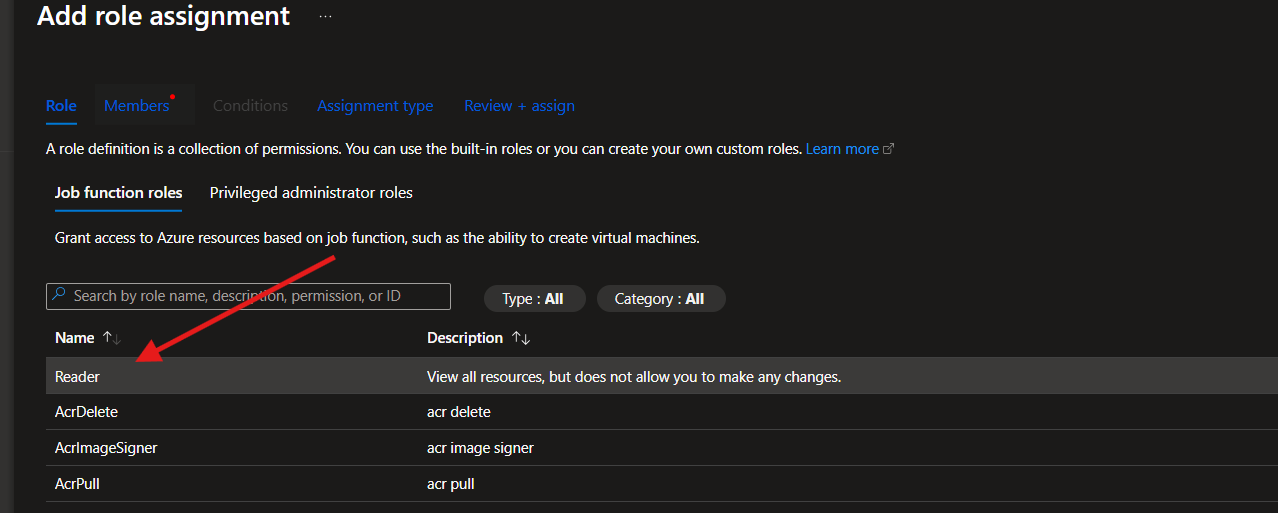 Add role assignment ...
Role Members Conditions Assignment type Review + assign
A role definition is a collection of permissions. You can use the built-in roles or you can create your own custom roles. Learn more
Job function roles Privileged administrator roles
Grant access to Azure resources based on job function, such as the ability to create virtual machines.
Search by role name, description, permission, or ID Type : All Category : All
Name ↑↓ Description ↑↓
Reader View all resources, but does not allow you to make any changes.
AcrDelete acr delete
AcrImageSigner acr image signer
AcrPull acr pull